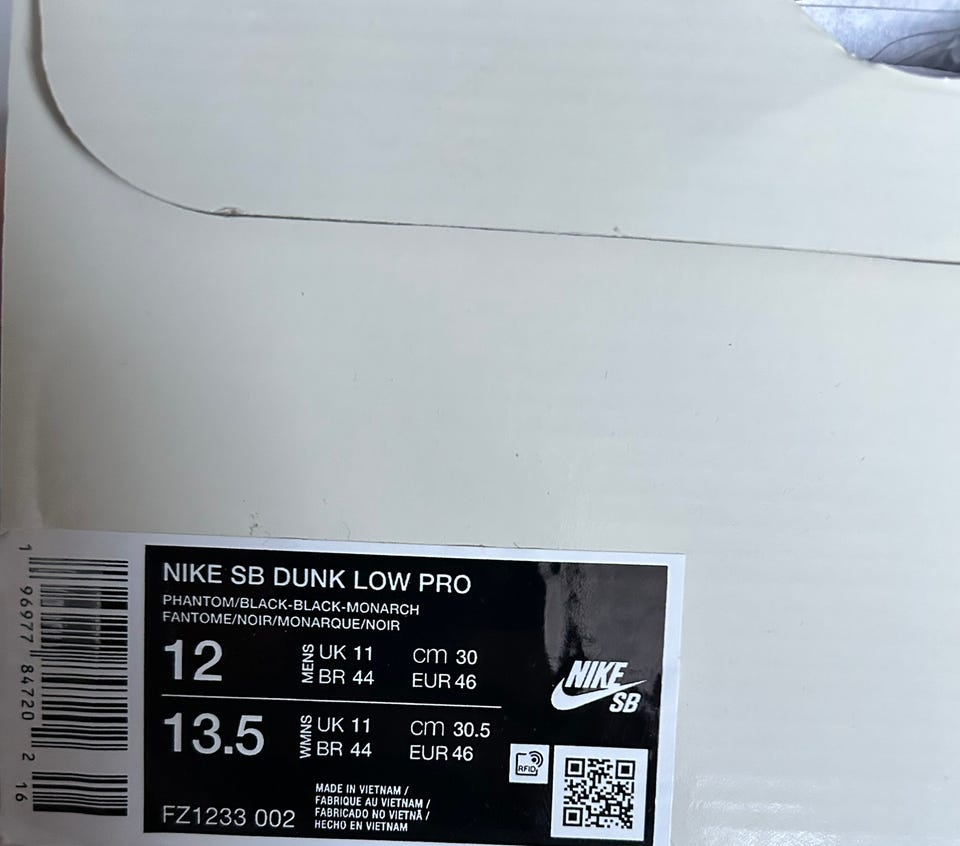 NIKE SB DUNK LOW PRO
PHANTOM/BLACK-BLACK-MONARCH
FANTOME/NOIR/MONARQUE/NOIR
12 MENS UK 11 cm 30
BR 44 EUR 46
13.5 WMNS UK 11 cm 30.5
BR 44 EUR 46
NIKE
SB
RFID
FZ1233 002
MADE IN VIETNAM /
FABRIQUE AU VIETNAM /
FABRICADO NO VIETNÃ /
HECHO EN VIETNAM
1 96977 84720 2 16